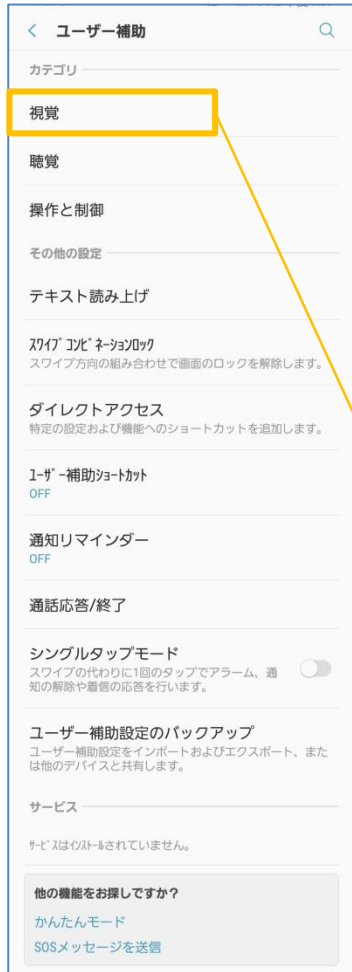 ユーザー補助
カテゴリ
視覚
聴覚
操作と制御
その他の設定
テキスト読み上げ
ｽﾜｲﾌﾟｺﾝﾋﾞﾈｰｼｮﾝﾛｯｸ
スワイプ方向の組み合わせで画面のロックを解除します。
ダイレクトアクセス
特定の設定および機能へのショートカットを追加します。
ﾕｰｻﾞｰ補助ｼｮｰﾄｶｯﾄ
OFF
通知リマインダー
OFF
通話応答/終了
シングルタップモード
スワイプの代わりに1回のタップでアラーム、通
知の解除や着信の応答を行います。
ユーザー補助設定のバックアップ
ユーザー補助設定をインポートおよびエクスポート、また
は他のデバイスと共有します。
サービス
ｻｰﾋﾞｽはｲﾝｽﾄｰﾙされていません。
他の機能をお探しですか？
かんたんモード
SOSメッセージを送信